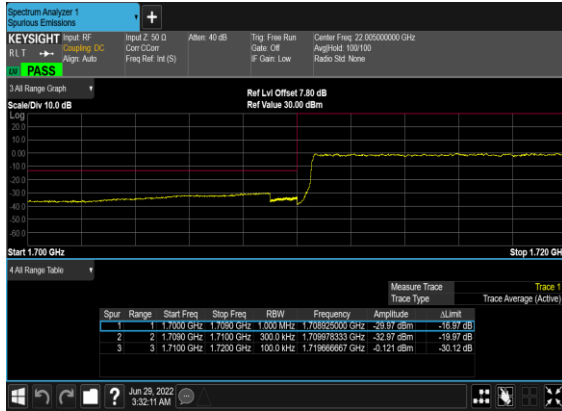 Spectrum Analyzer 1
Spurious Emissions
KEYSIGHT Input: RF Input Z: 50 Ω Atten: 40 dB Trig: Free Run Center Freq: 22.005000000 GHz
RLT Coupling: DC Corr CCorr Gate: Off Avg|Hold: 100/100
Align: Auto Freq Ref: Int (S) IF Gain: Low Radio Std: None
PASS
3 All Range Graph
Ref Lvl Offset 7.80 dB
Scale/Div 10.0 dB Ref Value 30.00 dBm
Log
20.0
10.0
0.00
-10.0
-20.0
-30.0
-40.0
-50.0
-60.0
Start 1.700 GHz Stop 1.720 GH
4 All Range Table
Measure Trace Trace 1
Trace Type Trace Average (Active)
Spur Range Start Freq Stop Freq RBW Frequency Amplitude ΔLimit
1 1 1.7000 GHz 1.7090 GHz 1.000 MHz 1.708925000 GHz -29.97 dBm -16.97 dB
2 2 1.7090 GHz 1.7100 GHz 300.0 kHz 1.709978333 GHz -32.97 dBm -19.97 dB
3 3 1.7100 GHz 1.7200 GHz 100.0 kHz 1.719666667 GHz -0.121 dBm -30.12 dB
? Jun 29, 2022
3:32:11 AM